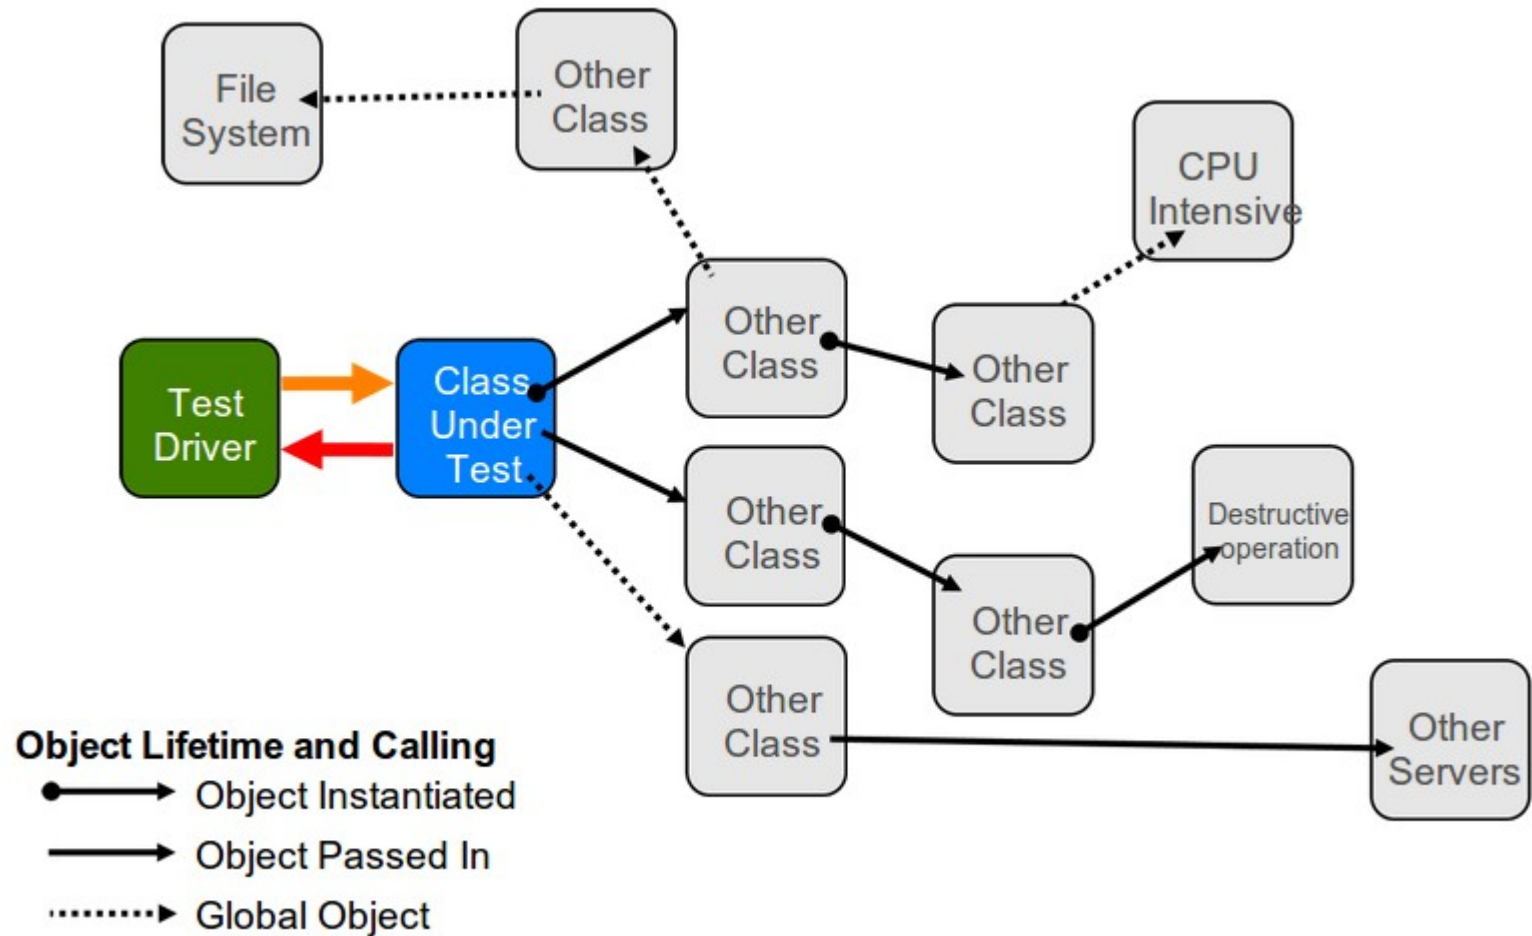 File
System
Other
Class
CPU
Intensive
Other
Class
Other
Class
Test
Driver
Class
Under
Test
Other
Class
Destructive
operation
Other
Class
Other
Class
Other
Servers
Object Lifetime and Calling
Object Instantiated
Object Passed In
Global Object